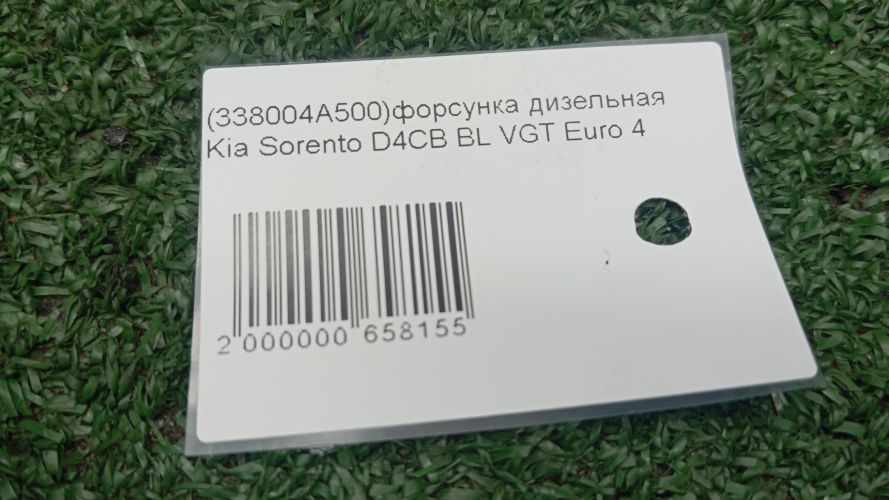 (338004A500)форсунка дизельная
Kia Sorento D4CB BL VGT Euro 4
2 000000 658155